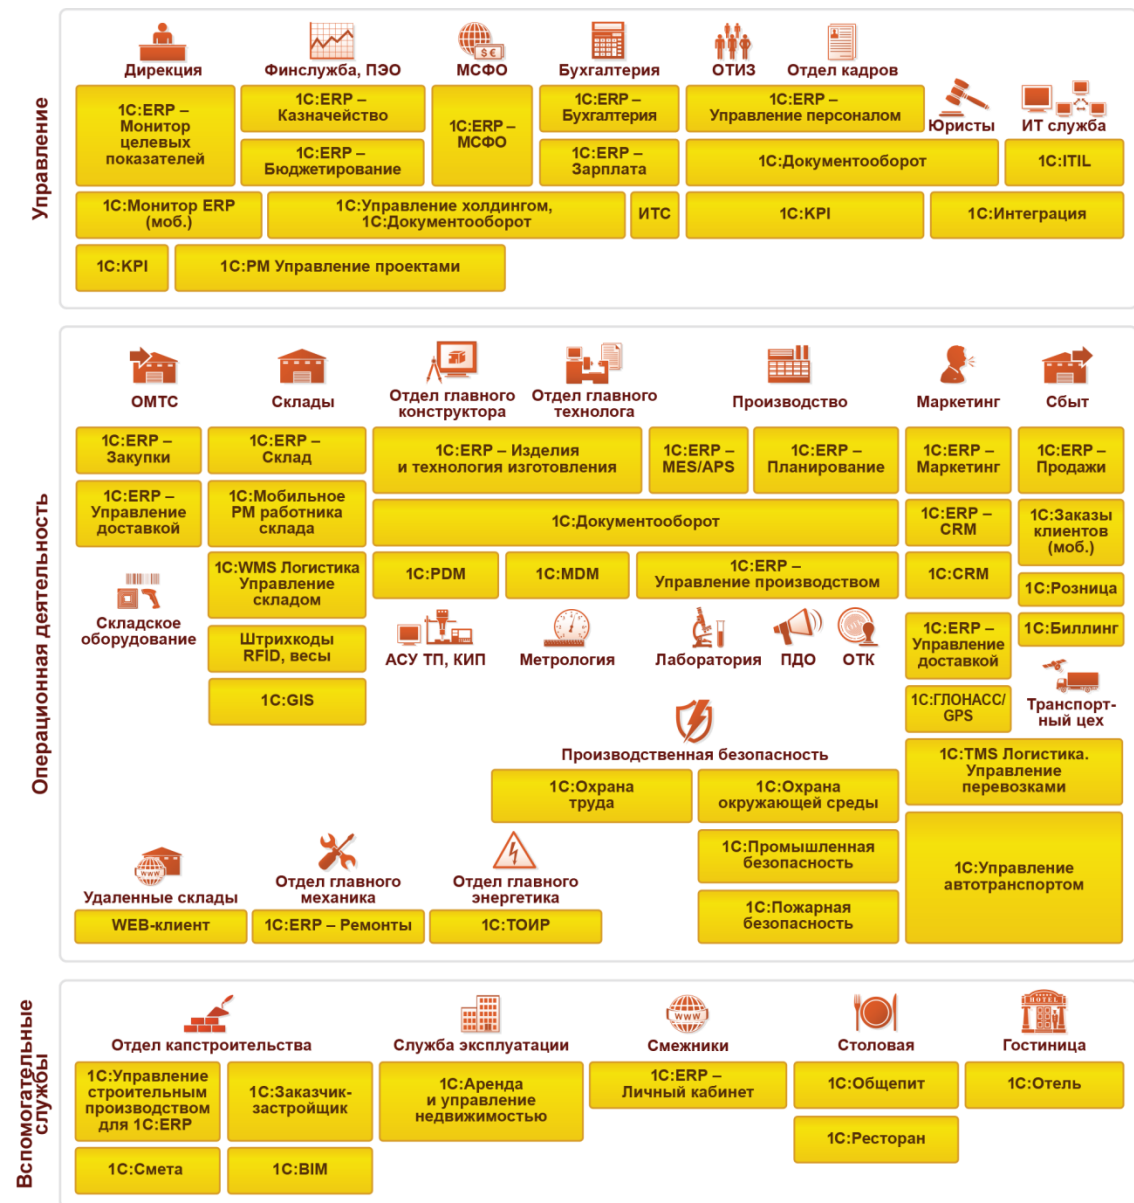 Управление
Дирекция
Финслужба, ПЭО
МСФО
Бухгалтерия
ОТИЗ
Отдел кадров
Юристы
ИТ служба
1С:ERP –
Монитор
целевых
показателей
1С:ERP –
Казначейство
1С:ERP –
Бюджетирование
1С:ERP –
МСФО
1С:ERP –
Бухгалтерия
1С:ERP –
Зарплата
1С:ERP –
Управление персоналом
1С:Документооборот
1С:ITIL
1С:Монитор ERP
(моб.)
1С:Управление холдингом,
1С:Документооборот
ИТС
1С:KPI
1С:Интеграция
1С:KPI
1С:PM Управление проектами
Операционная деятельность
ОМТС
Склады
Отдел главного
конструктора
Отдел главного
технолога
Производство
Маркетинг
Сбыт
1С:ERP –
Закупки
1С:ERP –
Склад
1С:ERP – Изделия
и технология изготовления
1С:ERP –
MES/APS
1С:ERP –
Планирование
1С:ERP –
Маркетинг
1С:ERP –
Продажи
1С:ERP –
Управление
доставкой
1С:Мобильное
РМ работника
склада
1С:Документооборот
1С:ERP –
CRM
1С:Заказы
клиентов
(моб.)
1С:WMS Логистика
Управление
складом
1С:PDM
1С:MDM
1С:ERP –
Управление производством
1С:CRM
1С:Розница
Складское
оборудование
Штрихкоды
RFID, весы
АСУ ТП, КИП
Метрология
Лаборатория
ПДО
ОТК
1С:ERP –
Управление
доставкой
1С:Биллинг
1С:GIS
1С:ГЛОНАСС/
GPS
Транспорт-
ный цех
Производственная безопасность
1С:Охрана
труда
1С:Охрана
окружающей среды
1С:TMS Логистика.
Управление
перевозками
1С:Промышленная
безопасность
1С:Управление
автотранспортом
Удаленные склады
Отдел главного
механика
Отдел главного
энергетика
WEB-клиент
1С:ERP – Ремонты
1С:ТОИР
1С:Пожарная
безопасность
Вспомогательные
службы
Отдел капстроительства
Служба эксплуатации
Смежники
WWW
Столовая
Гостиница
HOTEL
1С:Управление
строительным
производством
для 1С:ERP
1С:Заказчик-
застройщик
1С:Аренда
и управление
недвижимостью
1С:ERP –
Личный кабинет
1С:Общепит
1С:Отель
1С:Ресторан
1С:Смета
1С:BIM